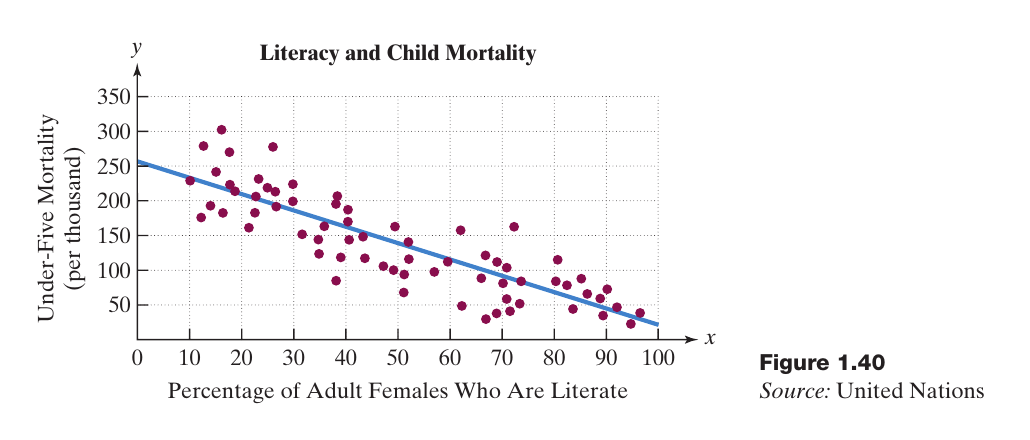 y
Literacy and Child Mortality
350
300
250
200
150
100
50
Under-Five Mortality
(per thousand)
x
0 10 20 30 40 50 60 70 80 90 100
Percentage of Adult Females Who Are Literate
Figure 1.40
Source: United Nations